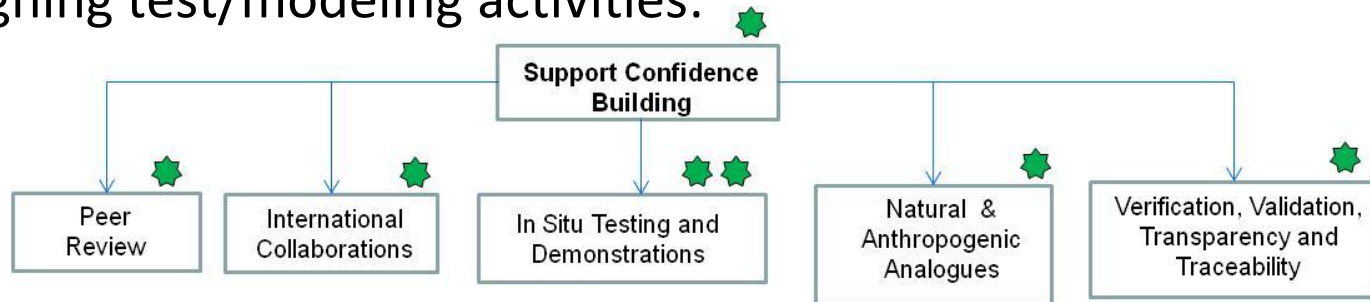 test/modeling activities.
Support Confidence
Building
Peer
Review
International
Collaborations
In Situ Testing and
Demonstrations
Natural &
Anthropogenic
Analogues
Verification, Validation,
Transparency and
Traceability